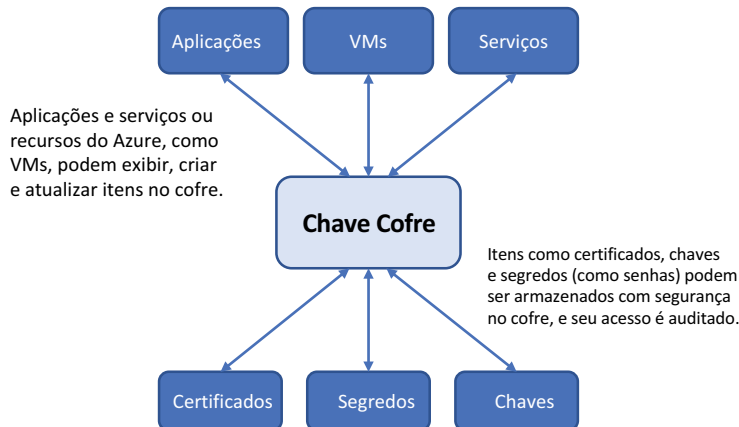 Aplicações
VMs
Serviços
Aplicações e serviços ou
recursos do Azure, como
VMs, podem exibir, criar
e atualizar itens no cofre.
Chave Cofre
Itens como certificados, chaves
e segredos (como senhas) podem
ser armazenados com segurança
no cofre, e seu acesso é auditado.
Certificados
Segredos
Chaves